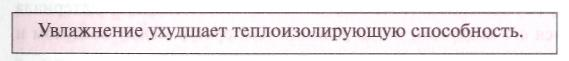 Увлажнение ухудшает теплоизолирующую способность.